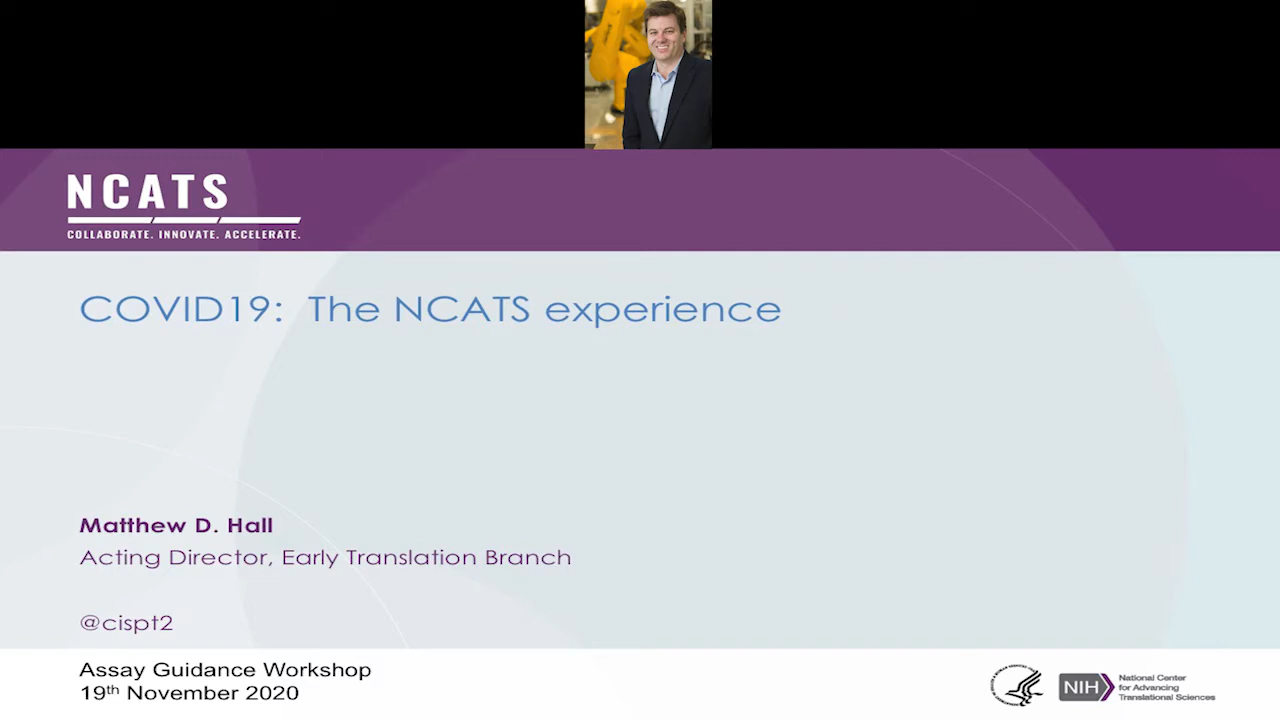 NCATS
COLLABORATE. INNOVATE. ACCELERATE.
COVID19: The NCATS experience
Matthew D. Hall
Acting Director, Early Translation Branch
@cispt2
Assay Guidance Workshop
19th November 2020
NIH
National Center
for Advancing
Translational Sciences